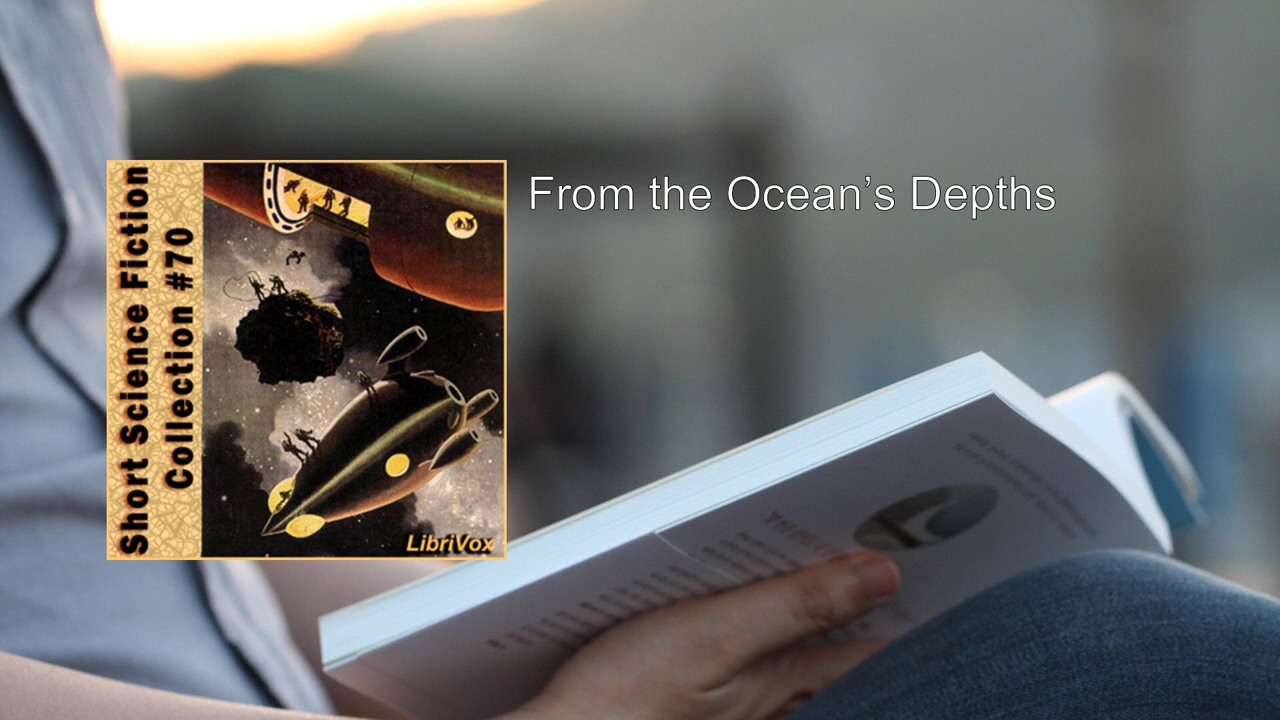 Short Science Fiction
Collection #70
LibriVox
From the Ocean’s Depths